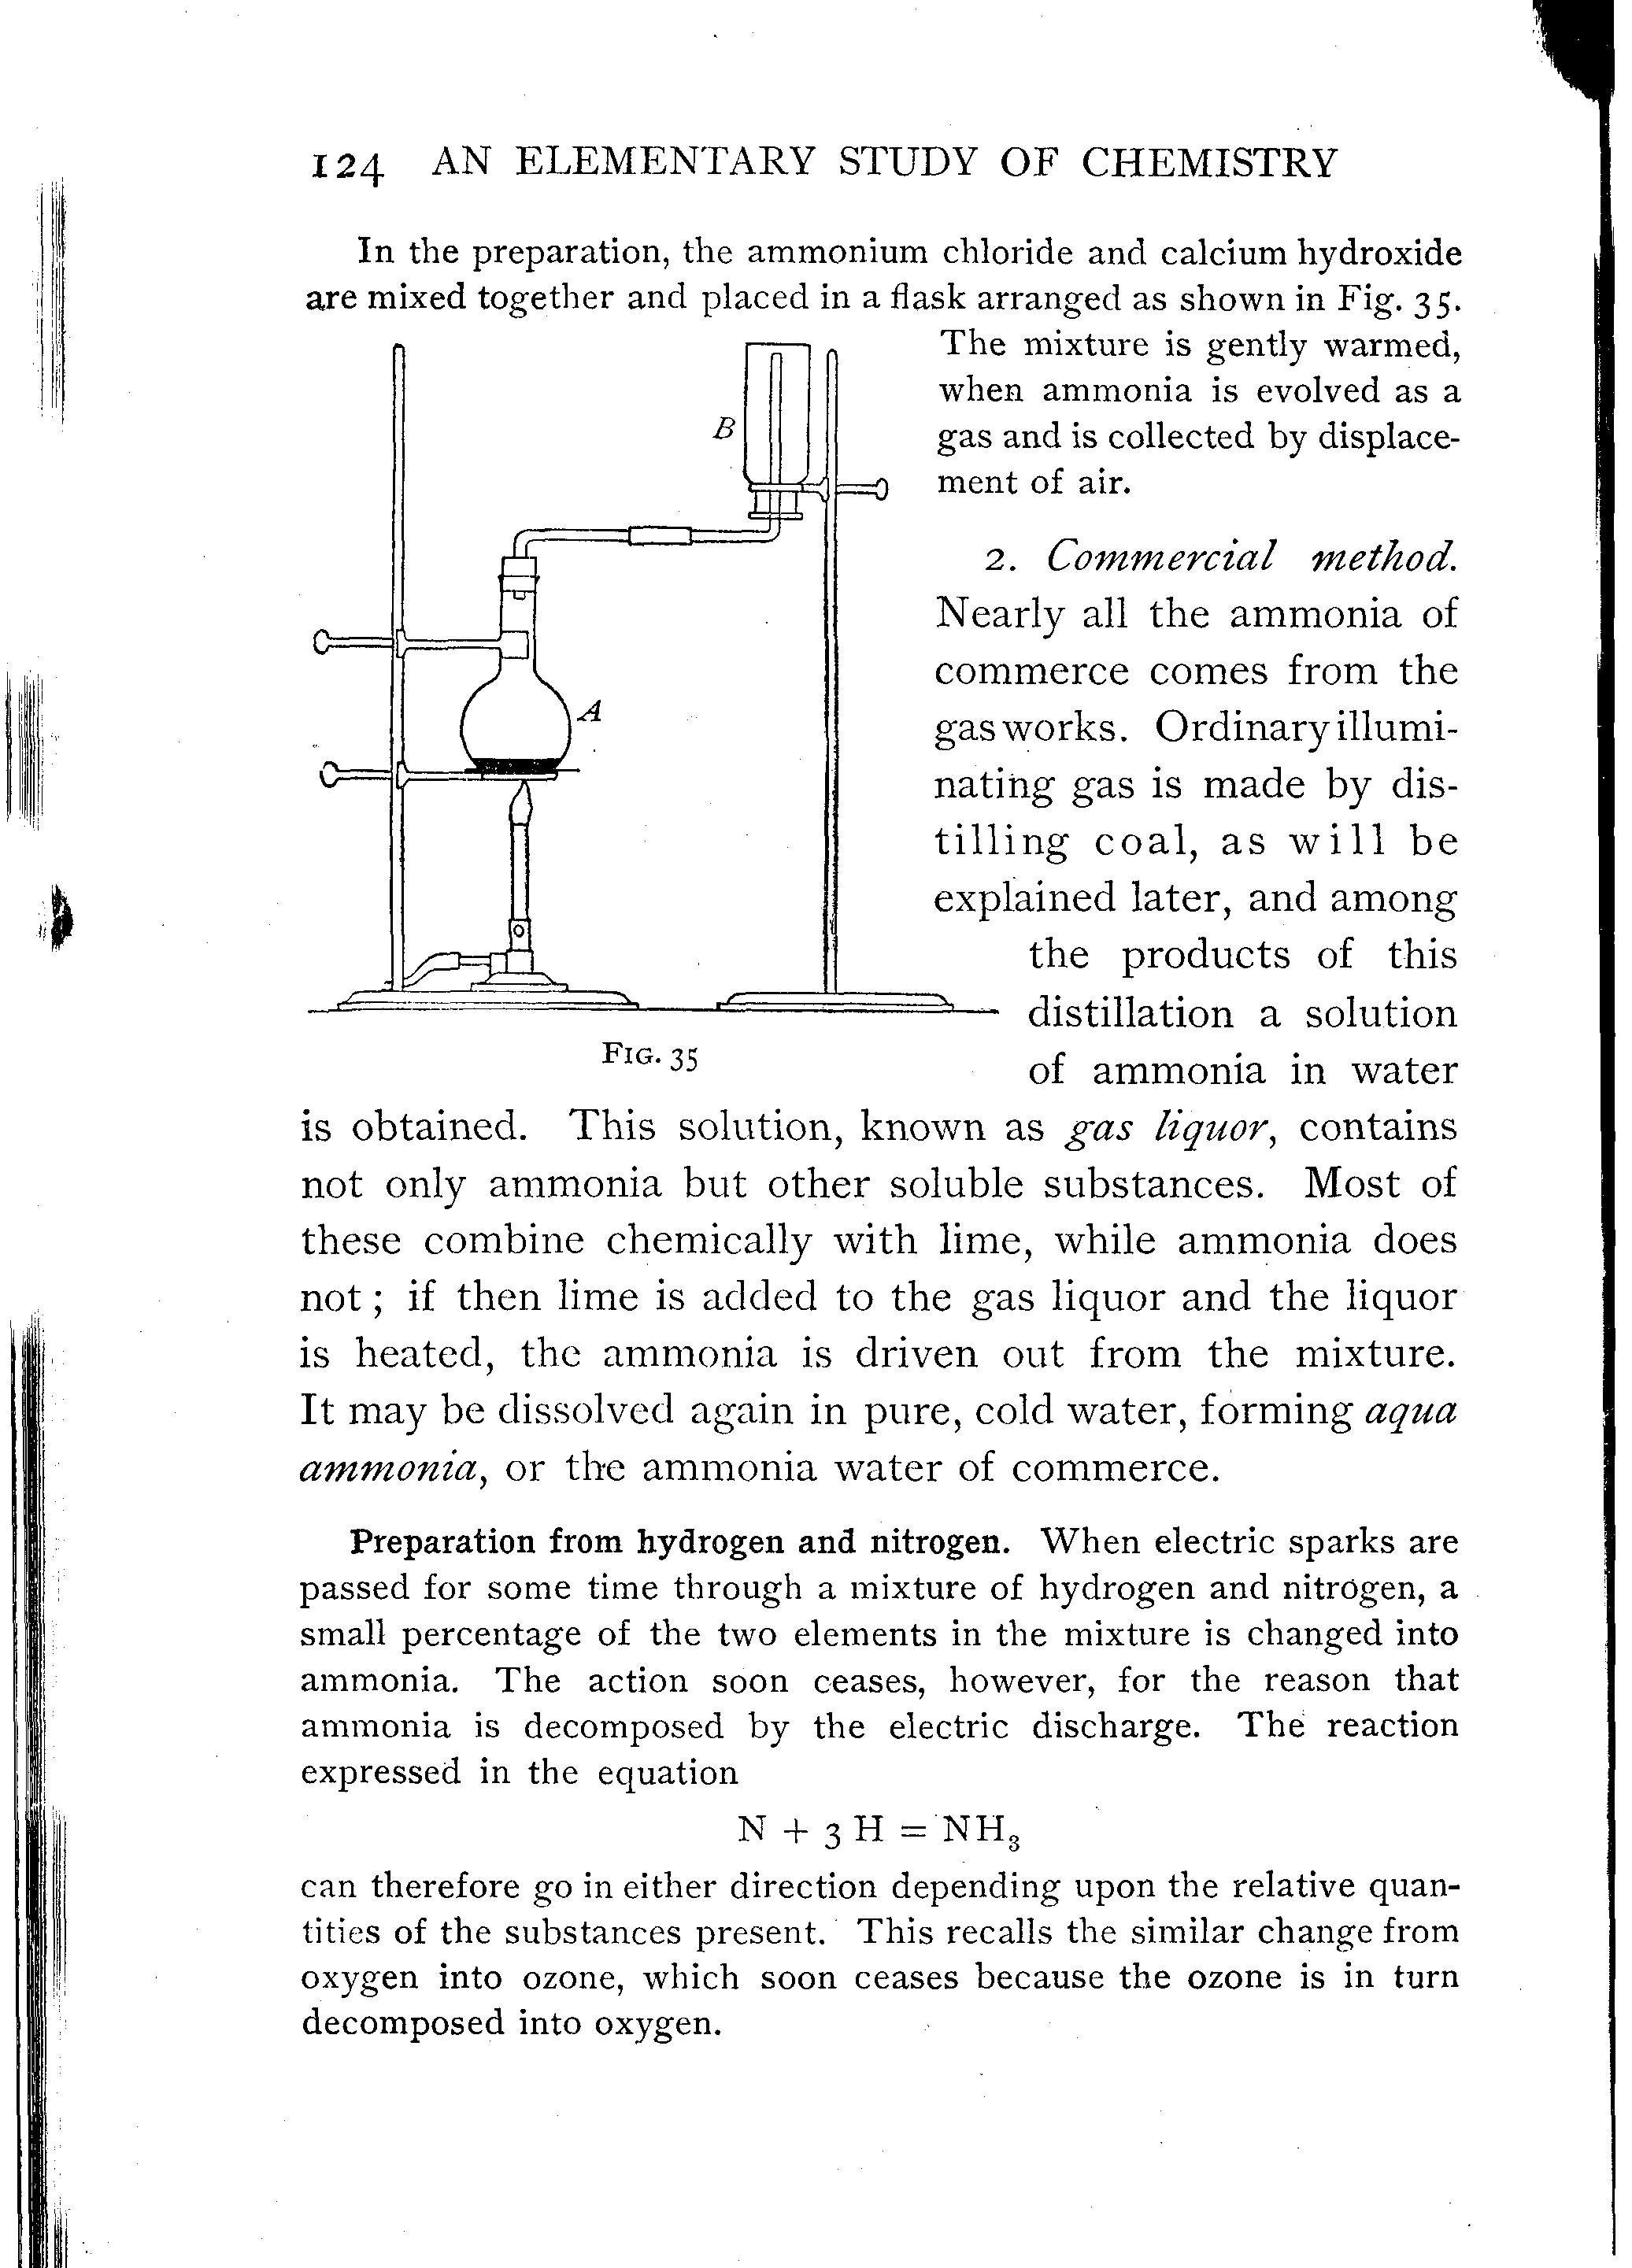 124 AN ELEMENTARY STUDY OF CHEMISTRY
In the preparation, the ammonium chloride and calcium hydroxide
are mixed together and placed in a flask arranged as shown in Fig. 35.
The mixture is gently warmed,
when ammonia is evolved as a
gas and is collected by displace-
ment of air.
B
A
FIG. 35
2. Commercial method.
Nearly all the ammonia of
commerce comes from the
gas works. Ordinary illumi-
nating gas is made by dis-
tilling coal, as will be
explained later, and among
the products of this
distillation a solution
of ammonia in water
is obtained. This solution, known as gas liquor, contains
not only ammonia but other soluble substances. Most of
these combine chemically with lime, while ammonia does
not; if then lime is added to the gas liquor and the liquor
is heated, the ammonia is driven out from the mixture.
It may be dissolved again in pure, cold water, forming aqua
ammonia, or the ammonia water of commerce.
Preparation from hydrogen and nitrogen. When electric sparks are
passed for some time through a mixture of hydrogen and nitrogen, a
small percentage of the two elements in the mixture is changed into
ammonia. The action soon ceases, however, for the reason that
ammonia is decomposed by the electric discharge. The reaction
expressed in the equation
N + 3 H = NH₃
can therefore go in either direction depending upon the relative quan-
tities of the substances present. This recalls the similar change from
oxygen into ozone, which soon ceases because the ozone is in turn
decomposed into oxygen.